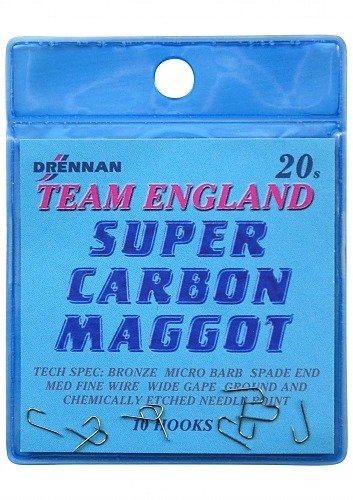 DRENNAN 20s
TEAM ENGLAND
SUPER
CARBON
MAGGOT
TECH SPEC: BRONZE MICRO BARB SPADE END
MED FINE WIRE WIDE GAPE GROUND AND
CHEMICALLY ETCHED NEEDLE POINT
10 HOOKS